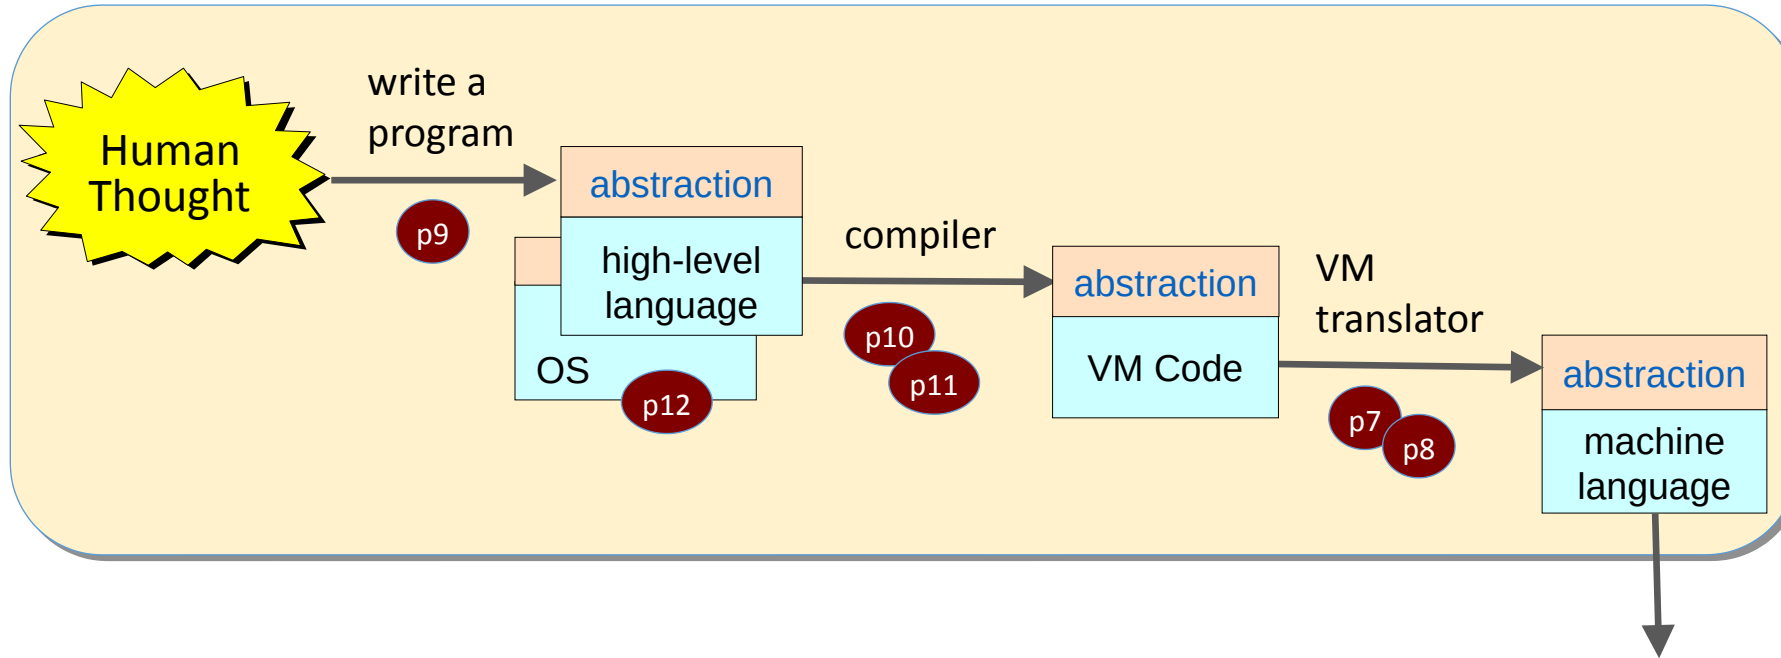 Human
Thought
write a
program
p9
abstraction
high-level
language
OS
p12
compiler
p10
p11
abstraction
VM Code
VM
translator
p7
p8
abstraction
machine
language